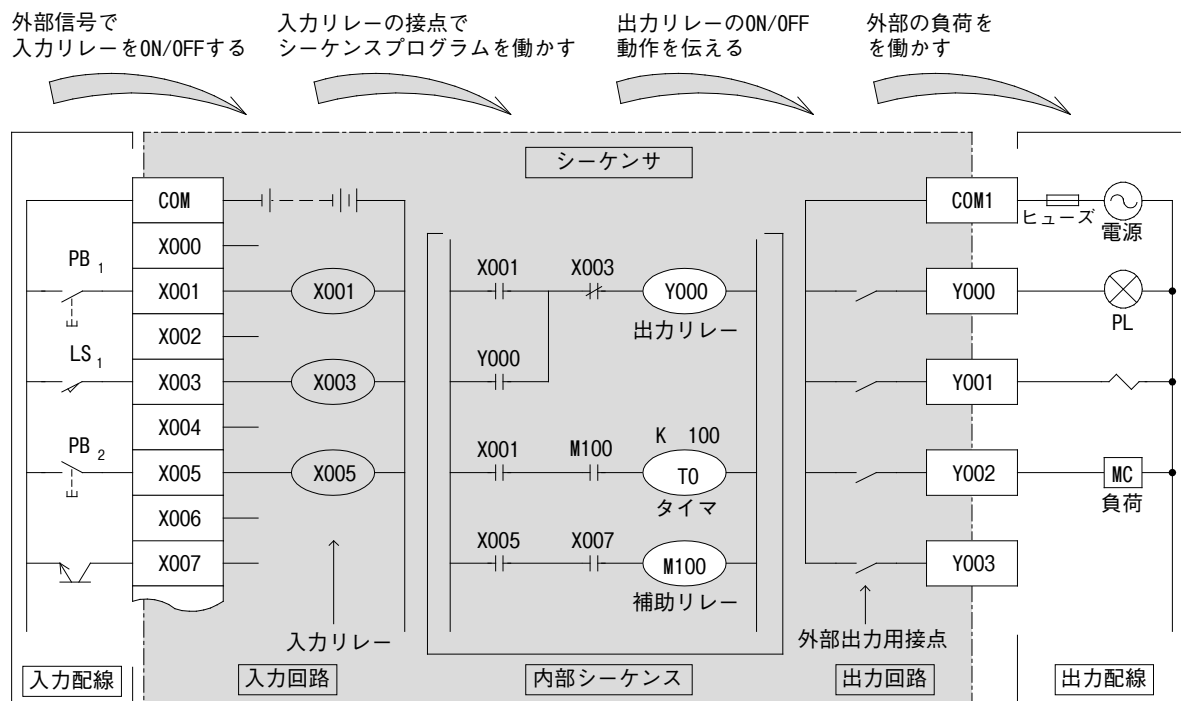 外部信号で
入力リレーをON/OFFする
入力リレーの接点で
シーケンスプログラムを働かす
出力リレーのON/OFF
動作を伝える
外部の負荷を
を働かす
シーケンサ
COM
X000
PB1
X001
X002
LS1
X003
X004
PB2
X005
X006
X007
X001
X003
X005
入力リレー
X001
X003
Y000
出力リレー
Y000
X001
M100
K 100
T0
タイマ
X005
X007
M100
補助リレー
COM1
ヒューズ
電源
Y000
PL
Y001
Y002
MC
負荷
Y003
外部出力用接点
入力配線
入力回路
内部シーケンス
出力回路
出力配線